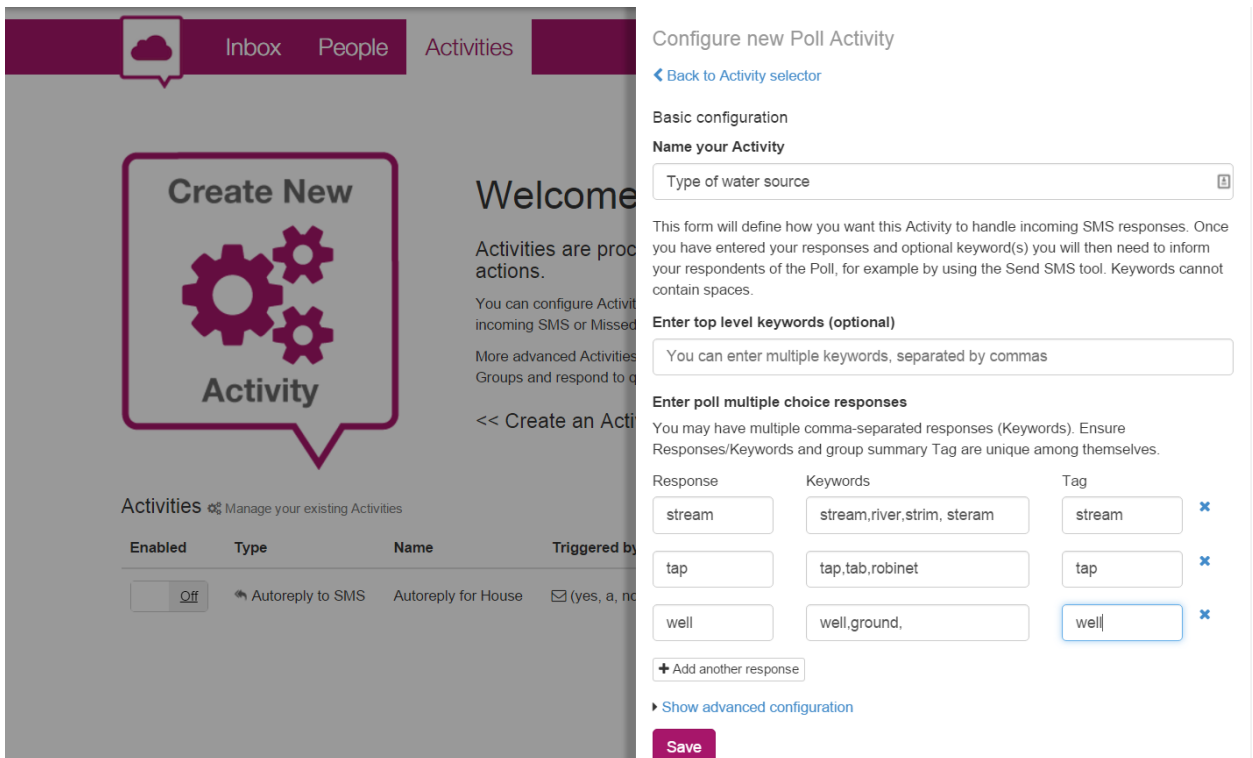 Inbox People Activities
Create New
Activity
Welcome
Activities are proc
actions.
You can configure Activit
incoming SMS or Missed
More advanced Activities
Groups and respond to q
<< Create an Acti
Activities Manage your existing Activities
Enabled Type Name Triggered by
Off Autoreply to SMS Autoreply for House (yes, a, no
Configure new Poll Activity
Back to Activity selector
Basic configuration
Name your Activity
Type of water source
This form will define how you want this Activity to handle incoming SMS responses. Once
you have entered your responses and optional keyword(s) you will then need to inform
your respondents of the Poll, for example by using the Send SMS tool. Keywords cannot
contain spaces.
Enter top level keywords (optional)
You can enter multiple keywords, separated by commas
Enter poll multiple choice responses
You may have multiple comma-separated responses (Keywords). Ensure
Responses/Keywords and group summary Tag are unique among themselves.
Response Keywords Tag
stream stream,river,strim, steram stream
tap tap,tab,robinet tap
well well,ground, well
Add another response
Show advanced configuration
Save